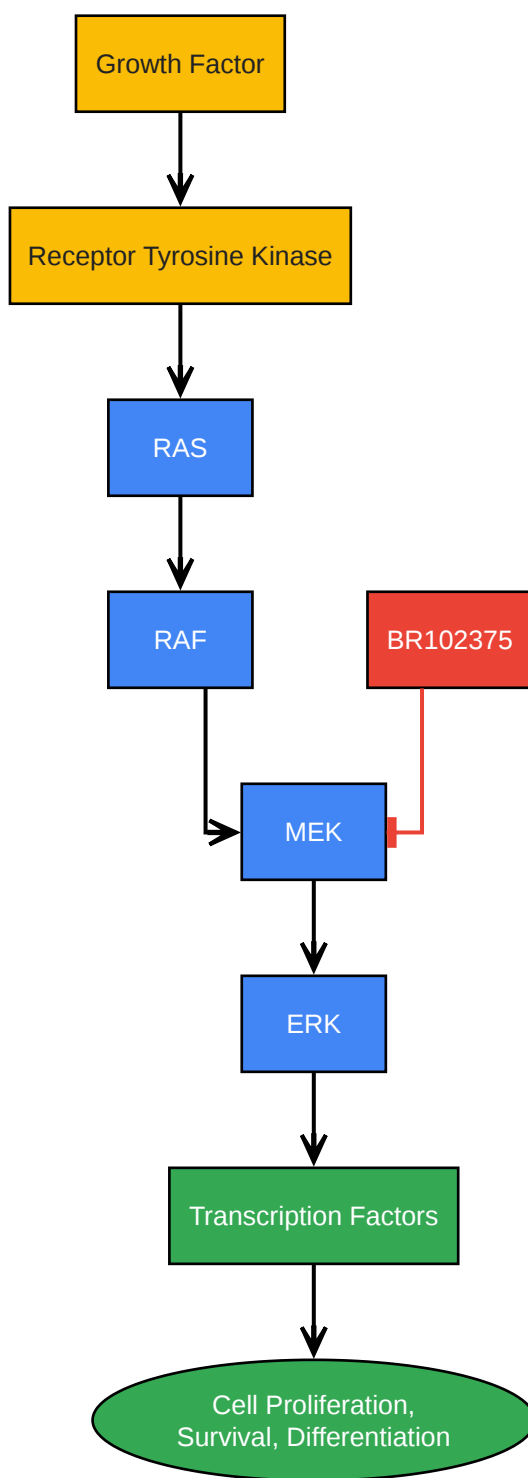 Growth Factor
Receptor Tyrosine Kinase
RAS
RAF
BR102375
MEK
ERK
Transcription Factors
Cell Proliferation,
Survival, Differentiation